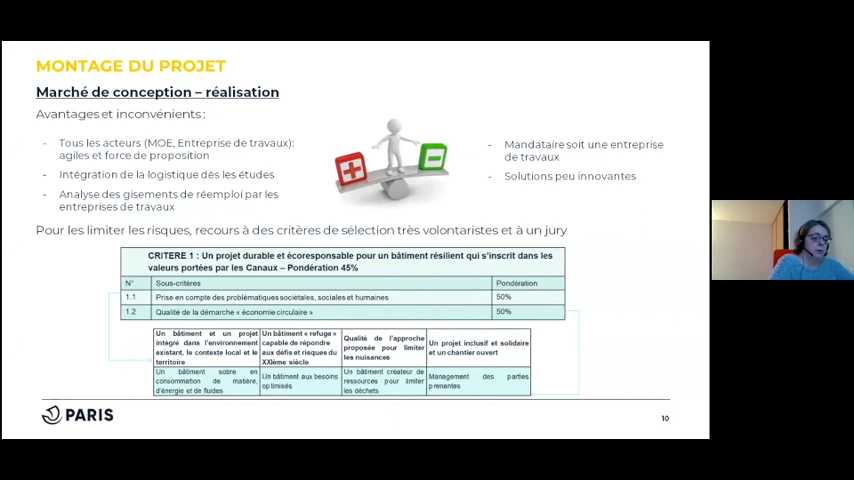 MONTAGE DU PROJET
Marché de conception – réalisation
Avantages et inconvénients :
- Tous les acteurs (MOE, Entreprise de travaux):
agiles et force de proposition
- Intégration de la logistique dès les études
- Analyse des gisements de réemploi par les
entreprises de travaux
- Mandataire soit une entreprise
de travaux
- Solutions peu innovantes
Pour les limiter les risques, recours à des critères de sélection très volontaristes et à un jury
CRITERE 1 : Un projet durable et écoresponsable pour un bâtiment résilient qui s'inscrit dans les
valeurs portées par les Canaux – Pondération 45%
N° Sous-critères Pondération
1.1 Prise en compte des problématiques sociétales, sociales et humaines 50%
1.2 Qualité de la démarche « économie circulaire » 50%
Un bâtiment et un projet
intégré dans l'environnement
existant, le contexte local et le
territoire
Un bâtiment « refuge »
capable de répondre
aux défis et risques du
XXIème siècle
Qualité de l'approche
proposée pour limiter
les nuisances
Un projet inclusif et solidaire
et un chantier ouvert
Un bâtiment sobre en
consommation de matière,
d'énergie et de fluides
Un bâtiment aux besoins
optimisés
Un bâtiment créateur de
ressources pour limiter
les déchets
Management des parties
prenantes
PARIS
10